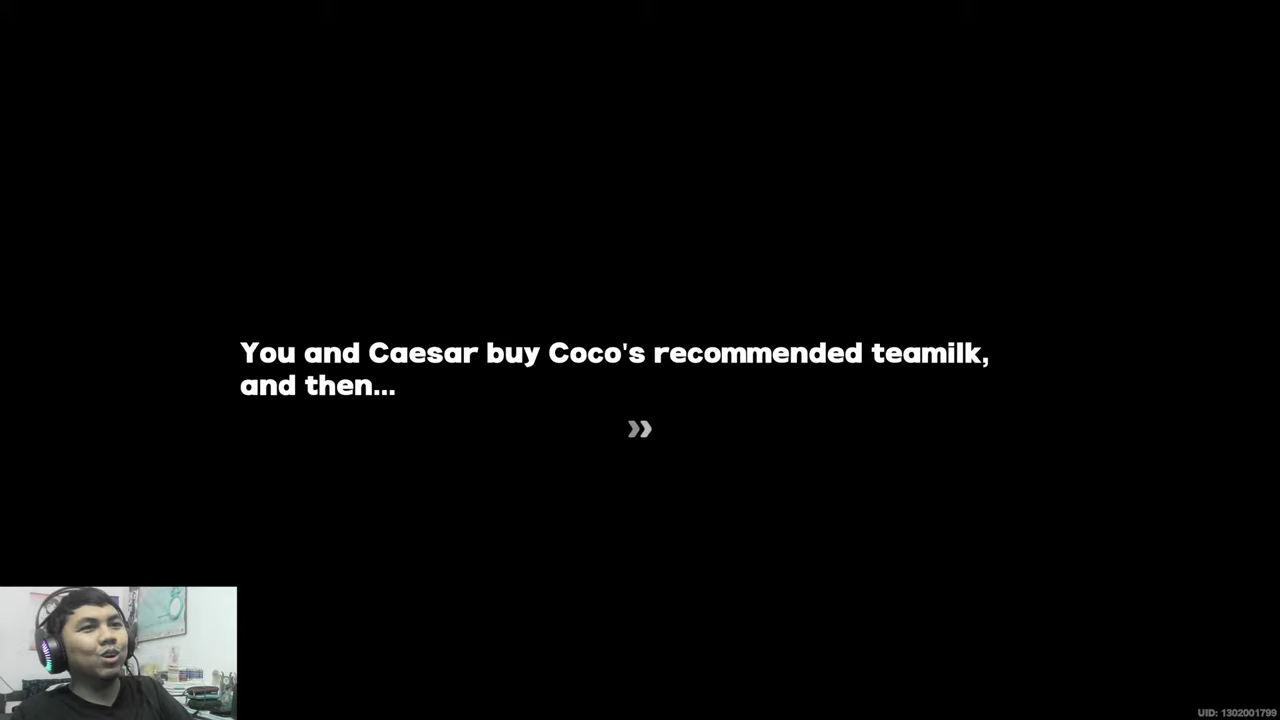 You and Caesar buy Coco's recommended teamilk,
and then...
UID: 1302001799